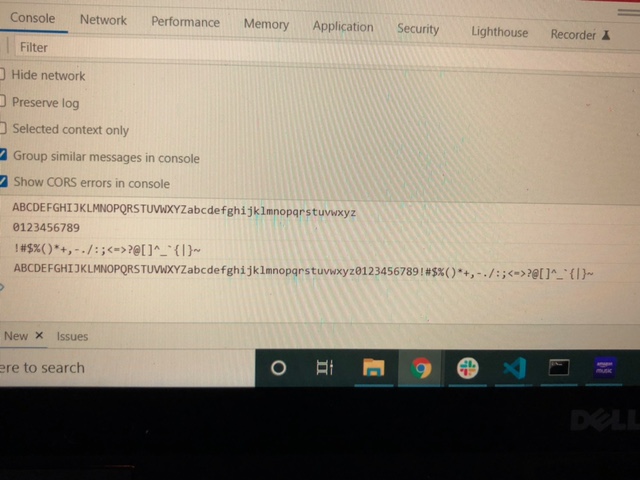 Console Network Performance Memory Application Security Lighthouse Recorder
Filter
Hide network
Preserve log
Selected context only
Group similar messages in console
Show CORS errors in console
ABCDEFGHIJKLMNOPQRSTUVWXYZabcdefghijklmnopqrstuvwxyz
0123456789
!#$%()*+,-./:;<=>?@[]^_`{|}~
ABCDEFGHIJKLMNOPQRSTUVWXYZabcdefghijklmnopqrstuvwxyz0123456789!#$%()*+,-./:;<=>?@[]^_`{|}~
New × Issues
ere to search
amazon music
DELL